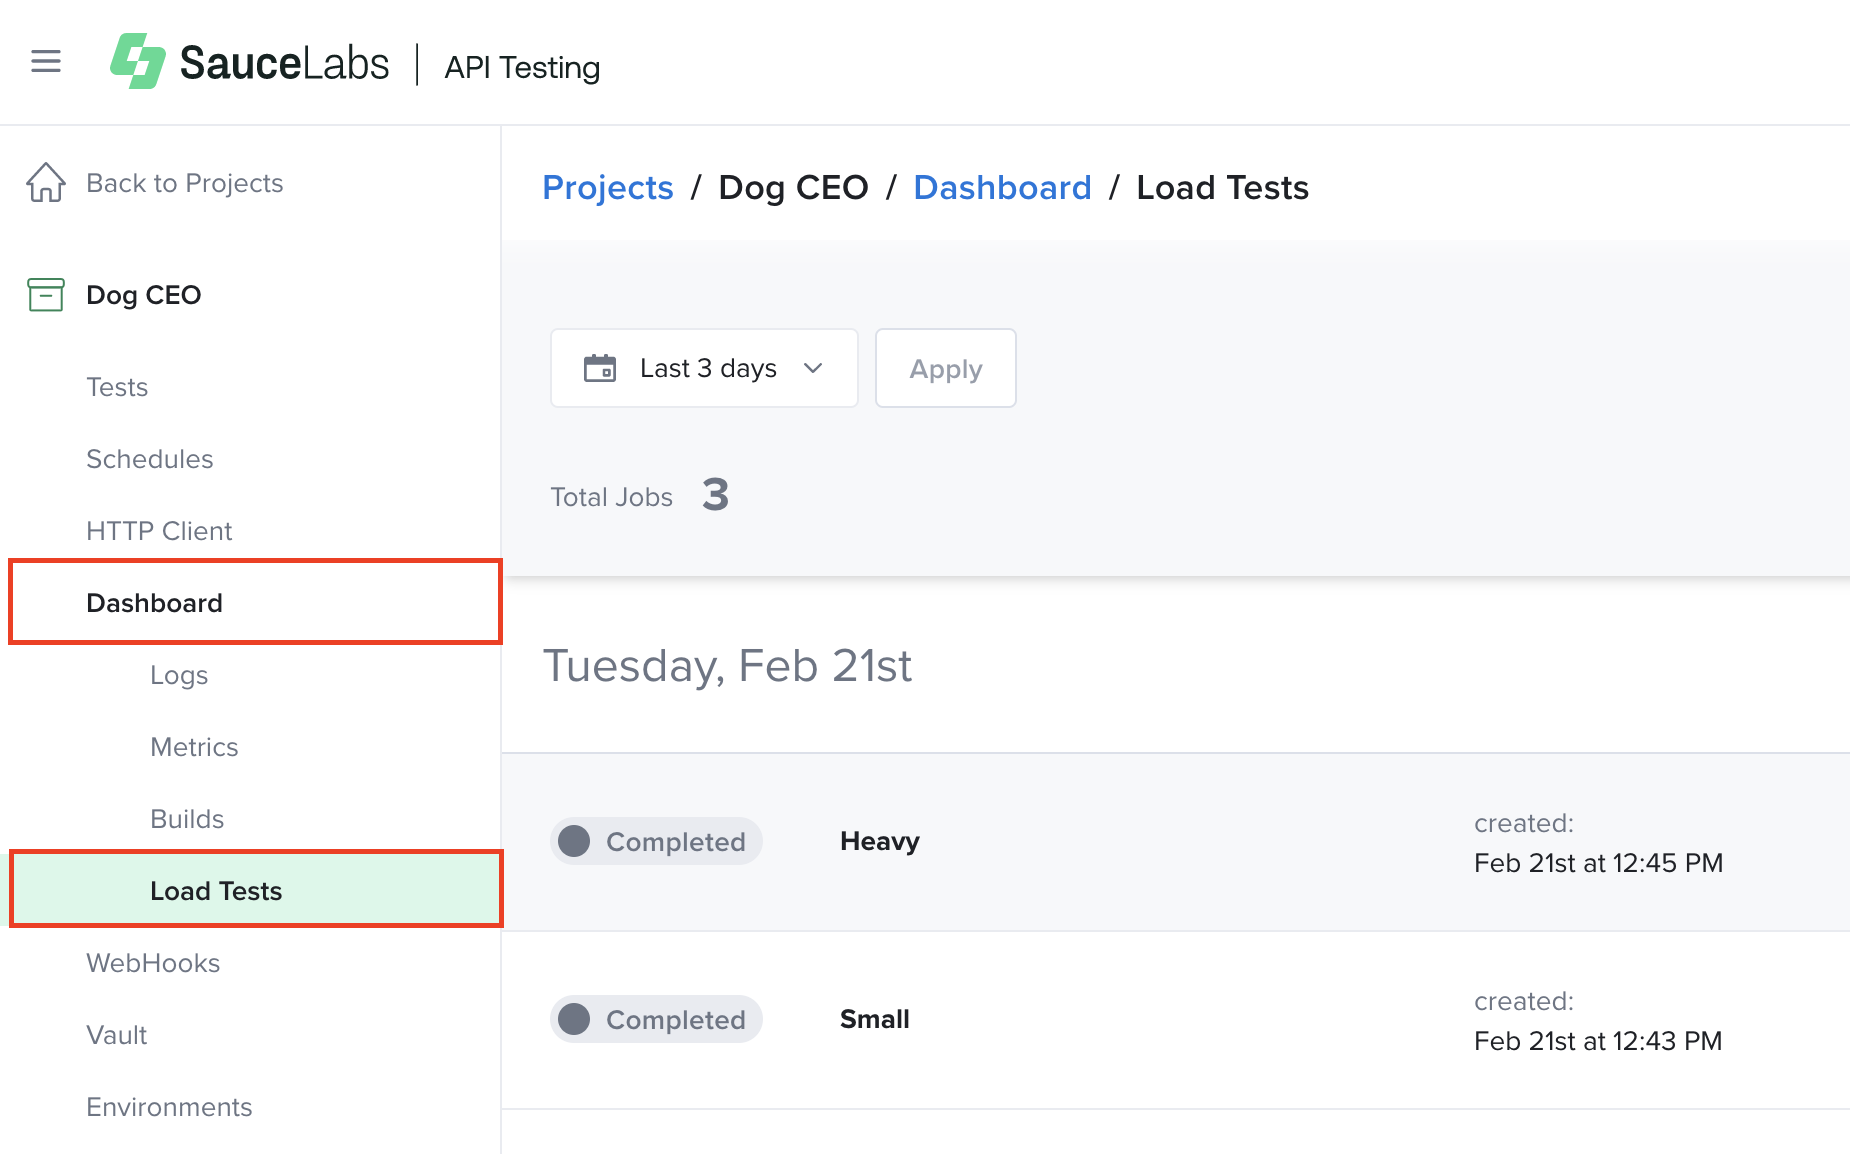 SauceLabs | API Testing
Back to Projects
Dog CEO
Tests
Schedules
HTTP Client
Dashboard
Logs
Metrics
Builds
Load Tests
WebHooks
Vault
Environments
Projects / Dog CEO / Dashboard / Load Tests
Last 3 days
Apply
Total Jobs 3
Tuesday, Feb 21st
Completed
Heavy
created:
Feb 21st at 12:45 PM
Completed
Small
created:
Feb 21st at 12:43 PM